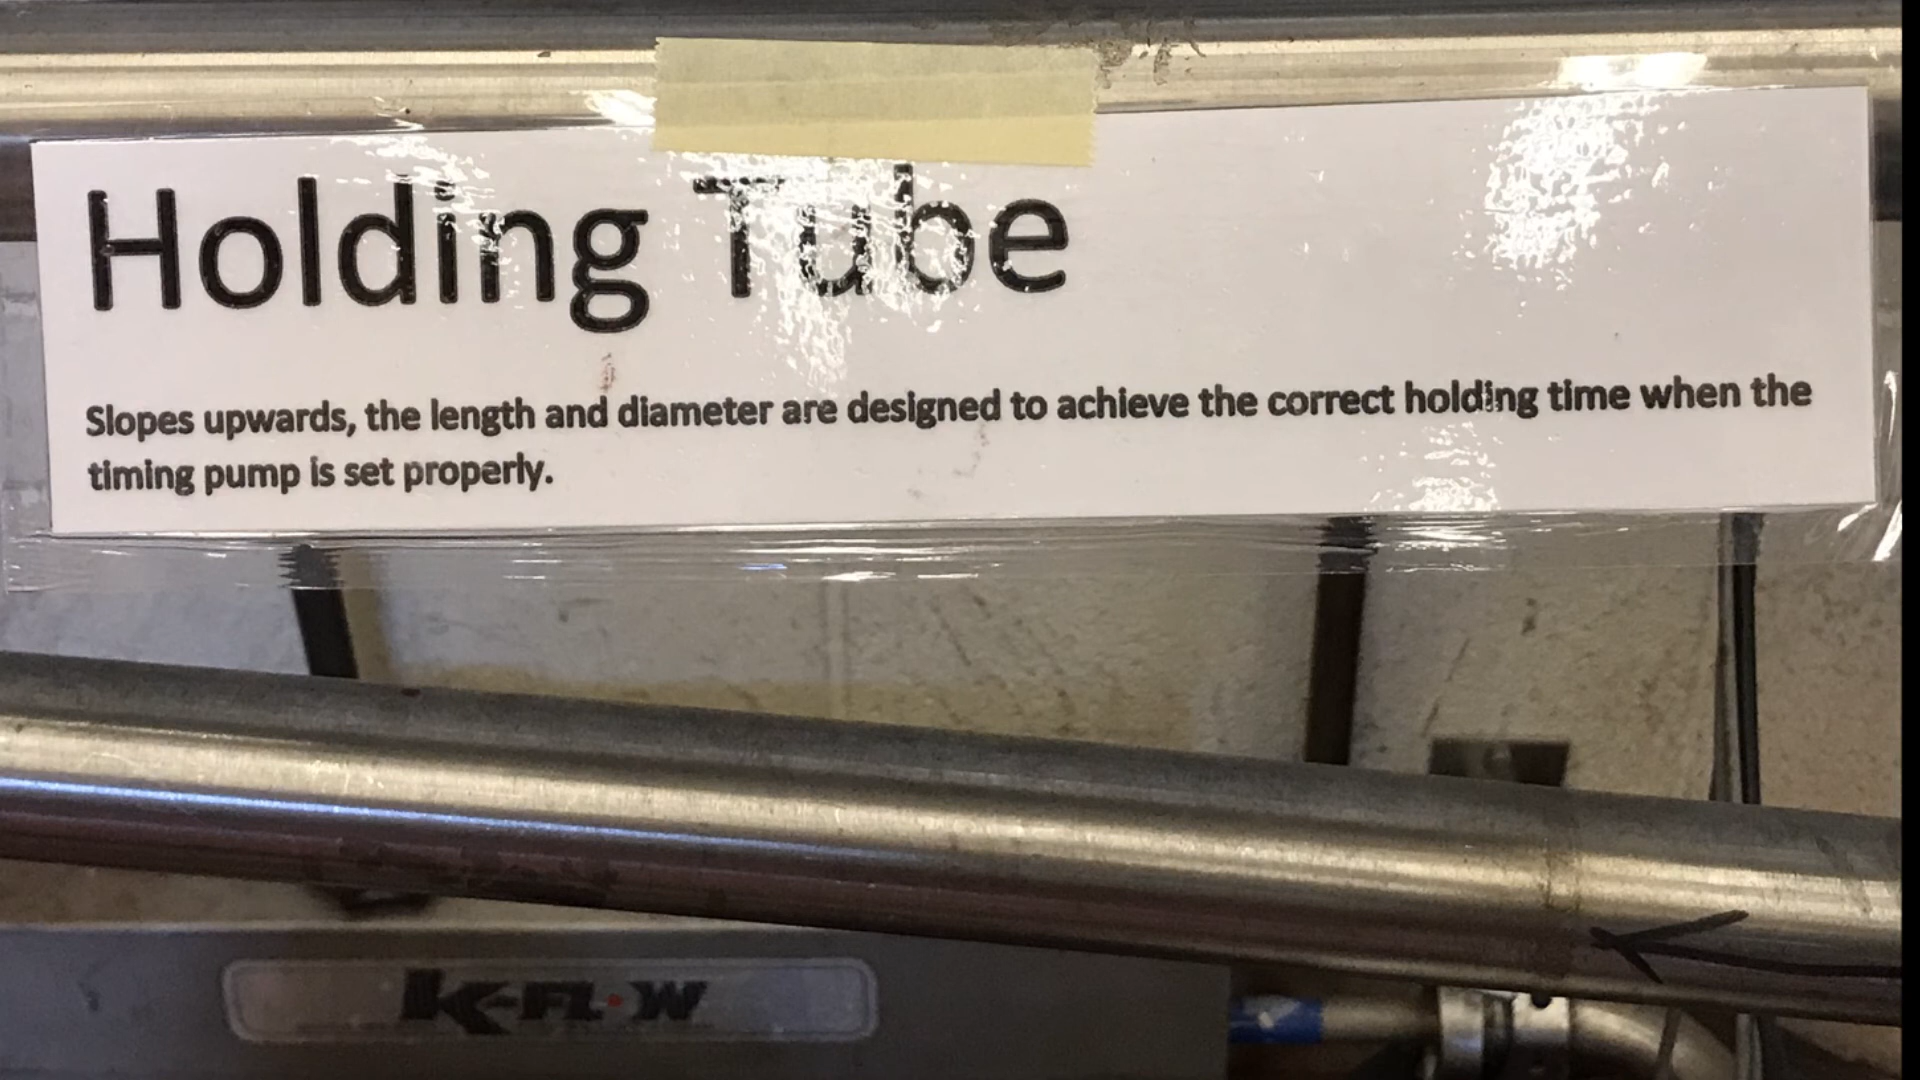 Holding Tube
Slopes upwards, the length and diameter are designed to achieve the correct holding time when the
timing pump is set properly.
K-FLOW